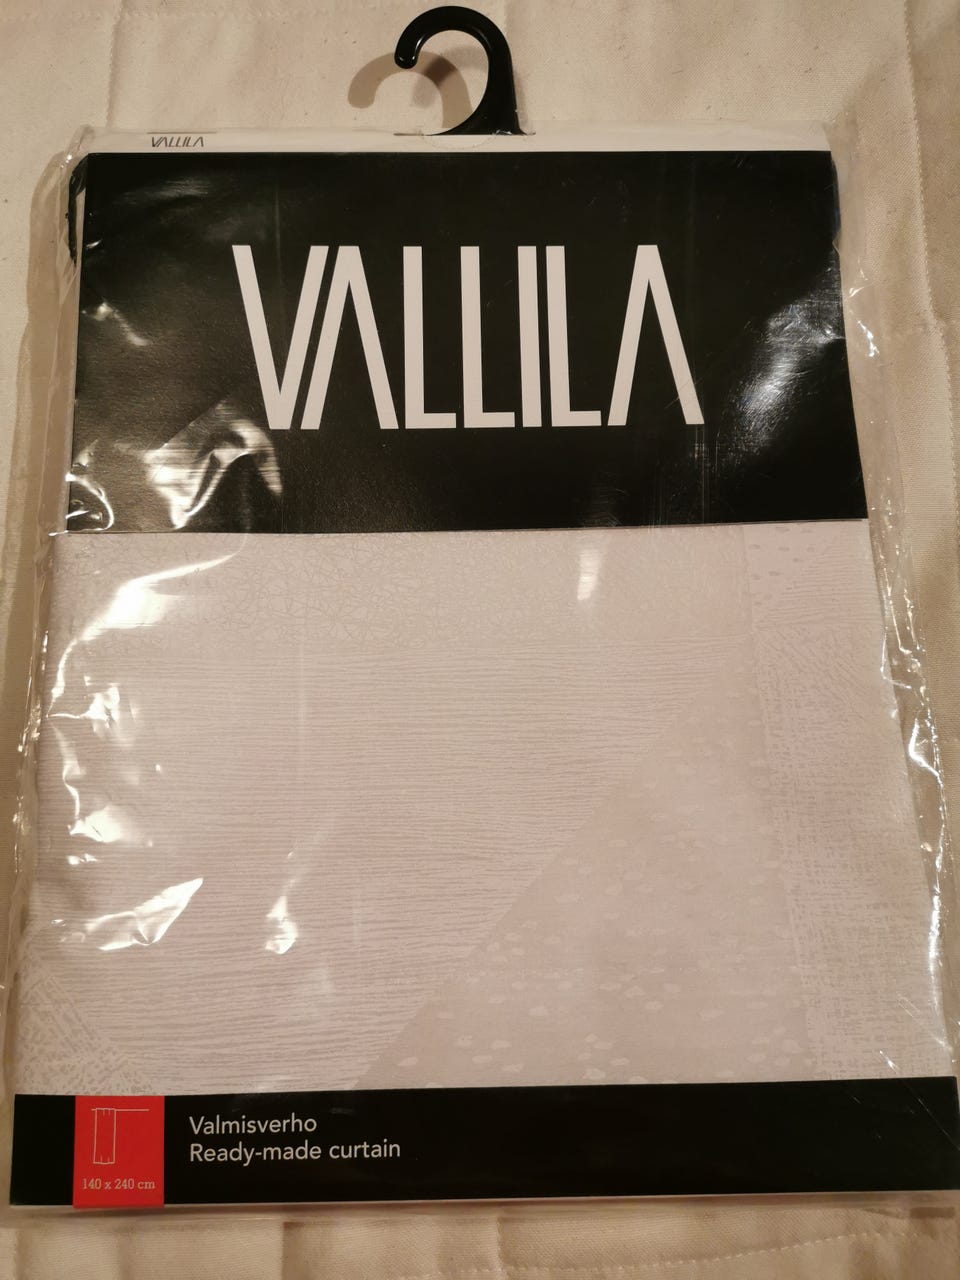 VALLILA
VALLILA
Valmisverho
Ready-made curtain
140 x 240 cm